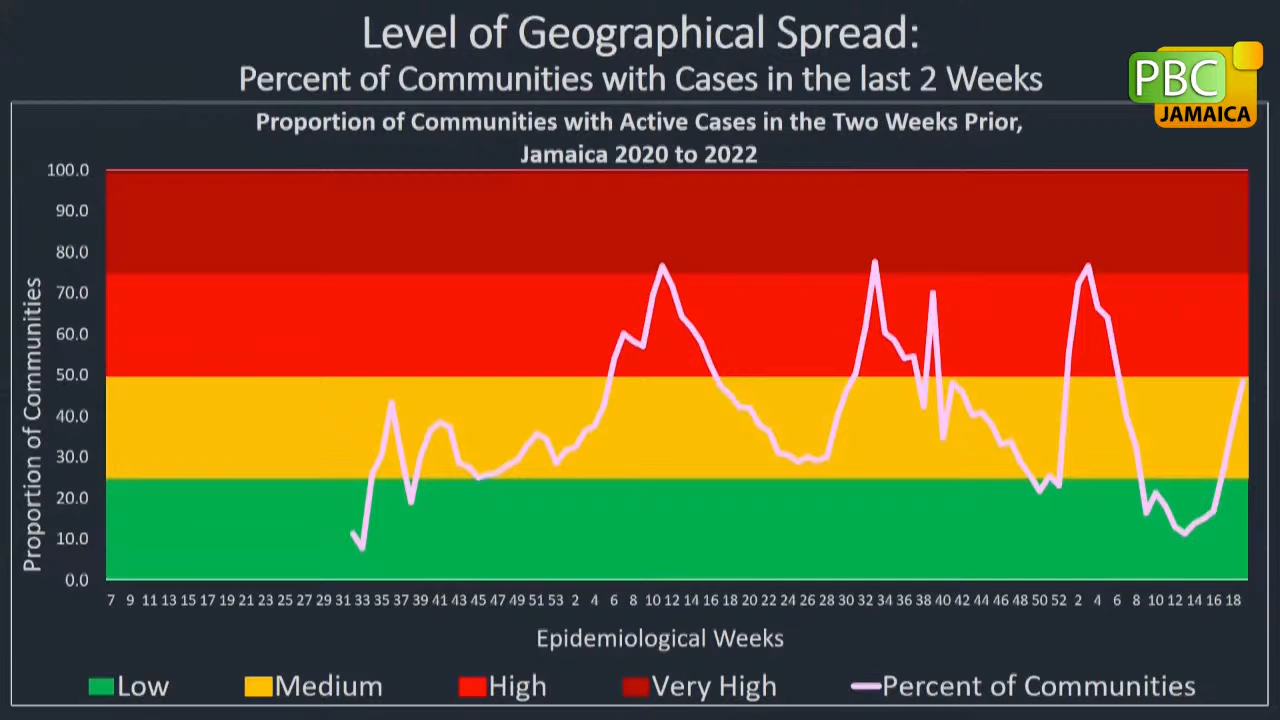 Level of Geographical Spread:
Percent of Communities with Cases in the last 2 Weeks
PBC
JAMAICA
Proportion of Communities with Active Cases in the Two Weeks Prior,
Jamaica 2020 to 2022
100.0
90.0
80.0
70.0
60.0
50.0
40.0
30.0
20.0
10.0
0.0
Proportion of Communities
7 9 11 13 15 17 19 21 23 25 27 29 31 33 35 37 39 41 43 45 47 49 51 53 2 4 6 8 10 12 14 16 18 20 22 24 26 28 30 32 34 36 38 40 42 44 46 48 50 52 2 4 6 8 10 12 14 16 18
Epidemiological Weeks
Low Medium High Very High Percent of Communities